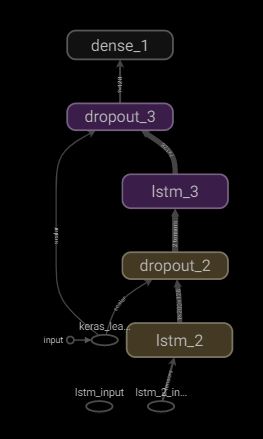 dense_1
dropout_3
lstm_3
dropout_2
keras_lea...
input
lstm_2
lstm_input
lstm_2_in...